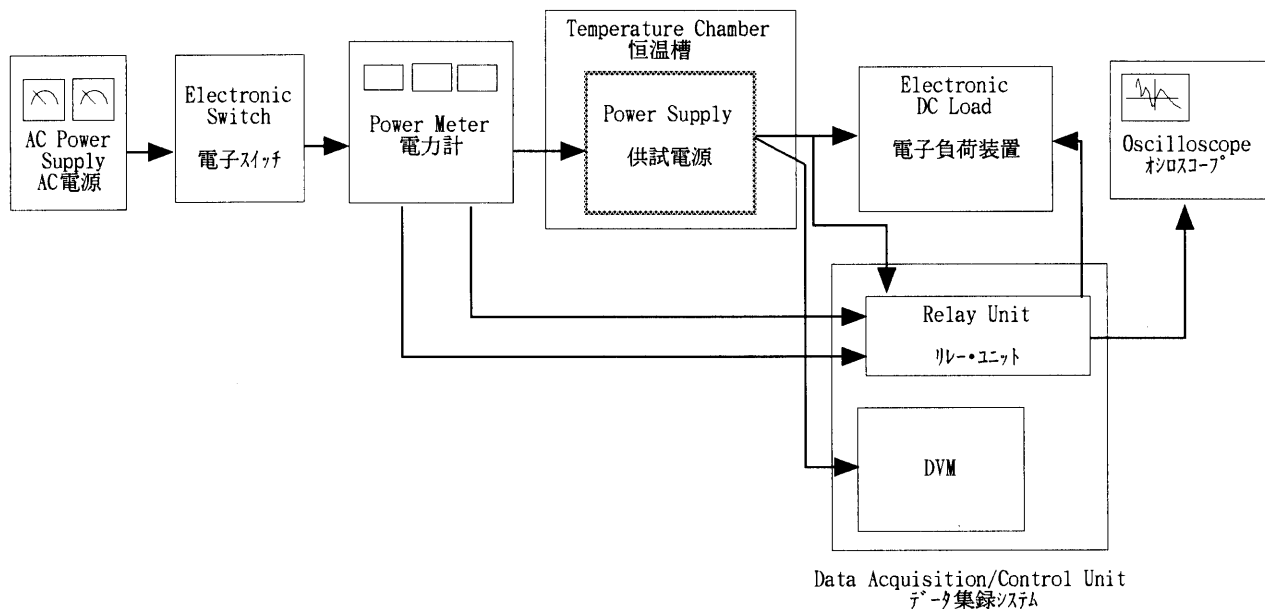 AC Power
Supply
AC電源
Electronic
Switch
電子スイッチ
Power Meter
電力計
Temperature Chamber
恒温槽
Power Supply
供試電源
Electronic
DC Load
電子負荷装置
Oscilloscope
オシロスコープ
Relay Unit
リレー・ユニット
DVM
Data Acquisition/Control Unit
データ集録システム